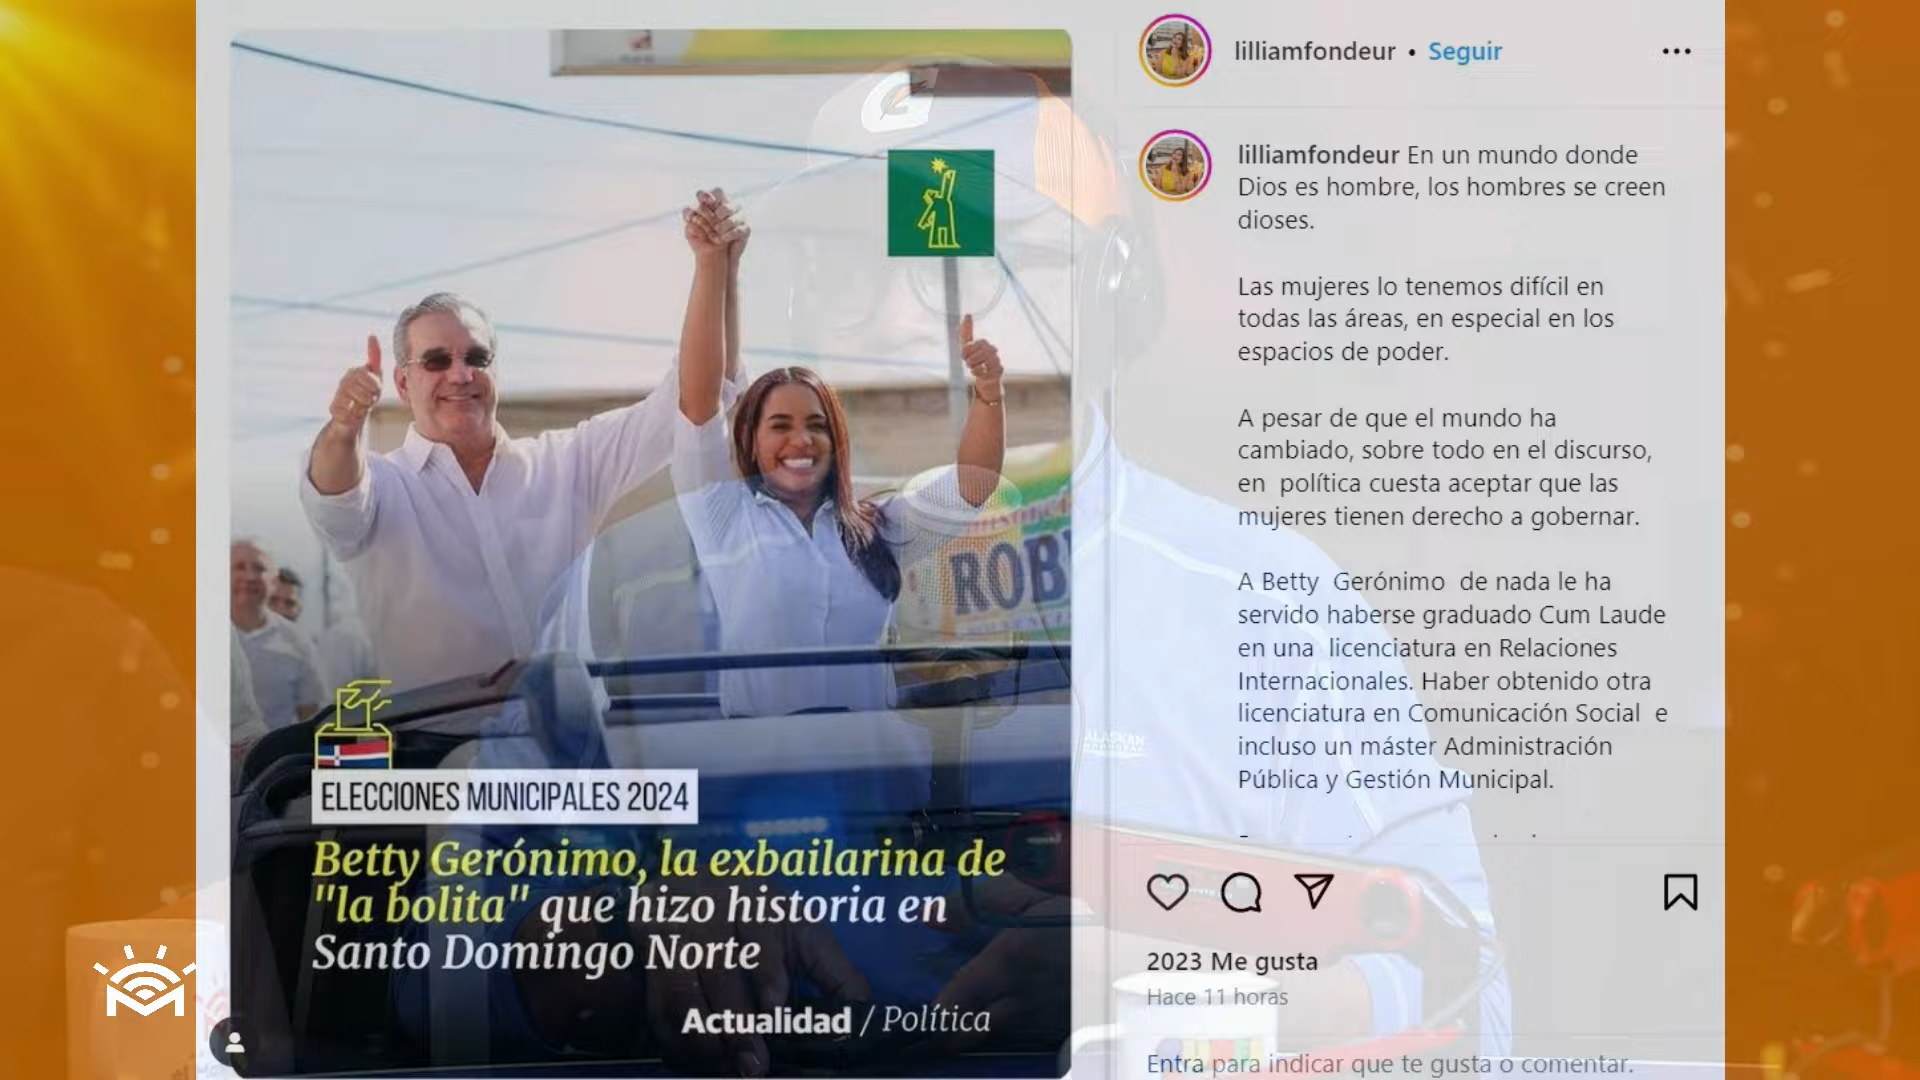 ROB
ALASKAN
ELECCIONES MUNICIPALES 2024
Betty Gerónimo, la exbailarina de
"la bolita" que hizo historia en
Santo Domingo Norte
Actualidad / Política
lilliamfondeur • Seguir
lilliamfondeur En un mundo donde
Dios es hombre, los hombres se creen
dioses.
Las mujeres lo tenemos difícil en
todas las áreas, en especial en los
espacios de poder.
A pesar de que el mundo ha
cambiado, sobre todo en el discurso,
en política cuesta aceptar que las
mujeres tienen derecho a gobernar.
A Betty Gerónimo de nada le ha
servido haberse graduado Cum Laude
en una licenciatura en Relaciones
Internacionales. Haber obtenido otra
licenciatura en Comunicación Social e
incluso un máster Administración
Pública y Gestión Municipal.
2023 Me gusta
Hace 11 horas
Entra para indicar que te gusta o comentar.